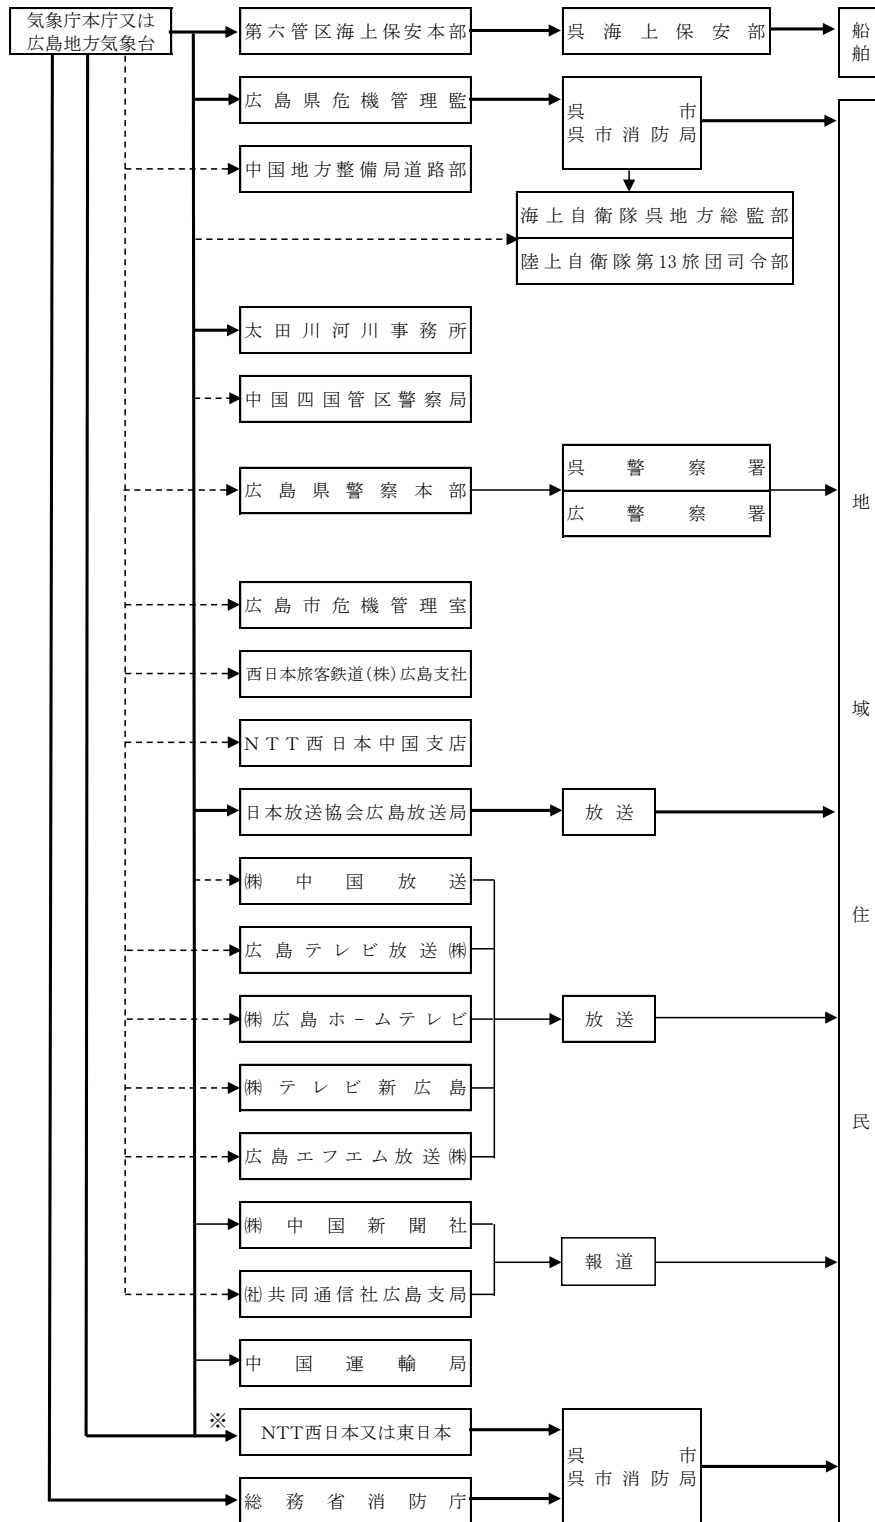 気象庁本庁又は
広島地方気象台
第六管区海上保安本部
呉海上保安部
船舶
広島県危機管理監
呉市
呉市消防局
中国地方整備局道路部
海上自衛隊呉地方総監部
陸上自衛隊第13旅団司令部
太田川河川事務所
中国四国管区警察局
広島県警察本部
呉警察署
広警察署
地域住民
広島市危機管理室
西日本旅客鉄道(株)広島支社
NTT西日本中国支店
日本放送協会広島放送局
放送
㈱中国放送
広島テレビ放送㈱
㈱広島ホ-ムテレビ
放送
㈱テレビ新広島
広島エフエム放送㈱
㈱中国新聞社
報道
㈳共同通信社広島支局
中国運輸局
※
NTT西日本又は東日本
呉市
呉市消防局
総務省消防庁